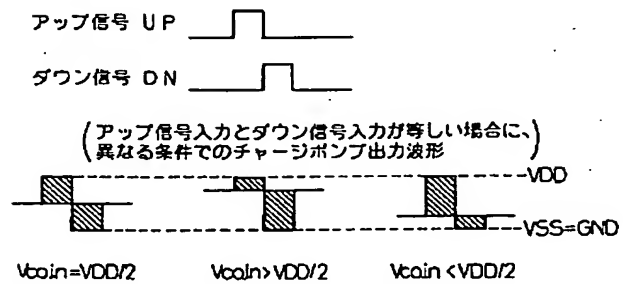 アップ信号 UP
ダウン信号 DN
(アップ信号入力とダウン信号入力が等しい場合に、
異なる条件でのチャージポンプ出力波形)
VDD
VSS=GND
Vcoin=VDD/2
Vcoin>VDD/2
Vcoin<VDD/2